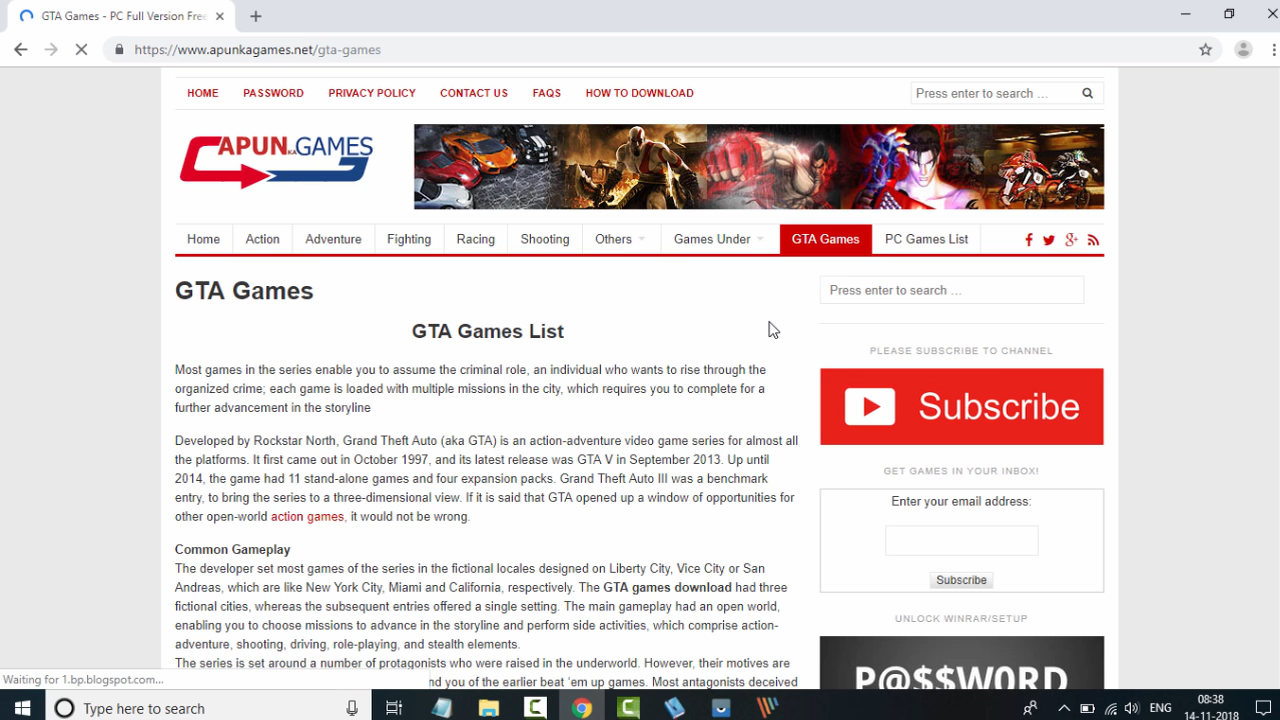 GTA Games - PC Full Version Free
https://www.apunkagames.net/gta-games
HOME PASSWORD PRIVACY POLICY CONTACT US FAQS HOW TO DOWNLOAD
Press enter to search …
APUNKAGAMES
Home Action Adventure Fighting Racing Shooting Others Games Under GTA Games PC Games List
GTA Games
Press enter to search …
GTA Games List
Most games in the series enable you to assume the criminal role, an individual who wants to rise through the
organized crime; each game is loaded with multiple missions in the city, which requires you to complete for a
further advancement in the storyline
Developed by Rockstar North, Grand Theft Auto (aka GTA) is an action-adventure video game series for almost all
the platforms. It first came out in October 1997, and its latest release was GTA V in September 2013. Up until
2014, the game had 11 stand-alone games and four expansion packs. Grand Theft Auto III was a benchmark
entry, to bring the series to a three-dimensional view. If it is said that GTA opened up a window of opportunities for
other open-world action games, it would not be wrong.
Common Gameplay
The developer set most games of the series in the fictional locales designed on Liberty City, Vice City or San
Andreas, which are like New York City, Miami and California, respectively. The GTA games download had three
fictional cities, whereas the subsequent entries offered a single setting. The main gameplay had an open world,
enabling you to choose missions to advance in the storyline and perform side activities, which comprise action-
adventure, shooting, driving, role-playing, and stealth elements.
The series is set around a number of protagonists who were raised in the underworld. However, their motives are
nd you of the earlier beat 'em up games. Most antagonists deceived
PLEASE SUBSCRIBE TO CHANNEL
Subscribe
GET GAMES IN YOUR INBOX!
Enter your email address:
Subscribe
UNLOCK WINRAR/SETUP
P@$$W0RD
Waiting for 1.bp.blogspot.com...
Type here to search
ENG
08:38
14-11-2018